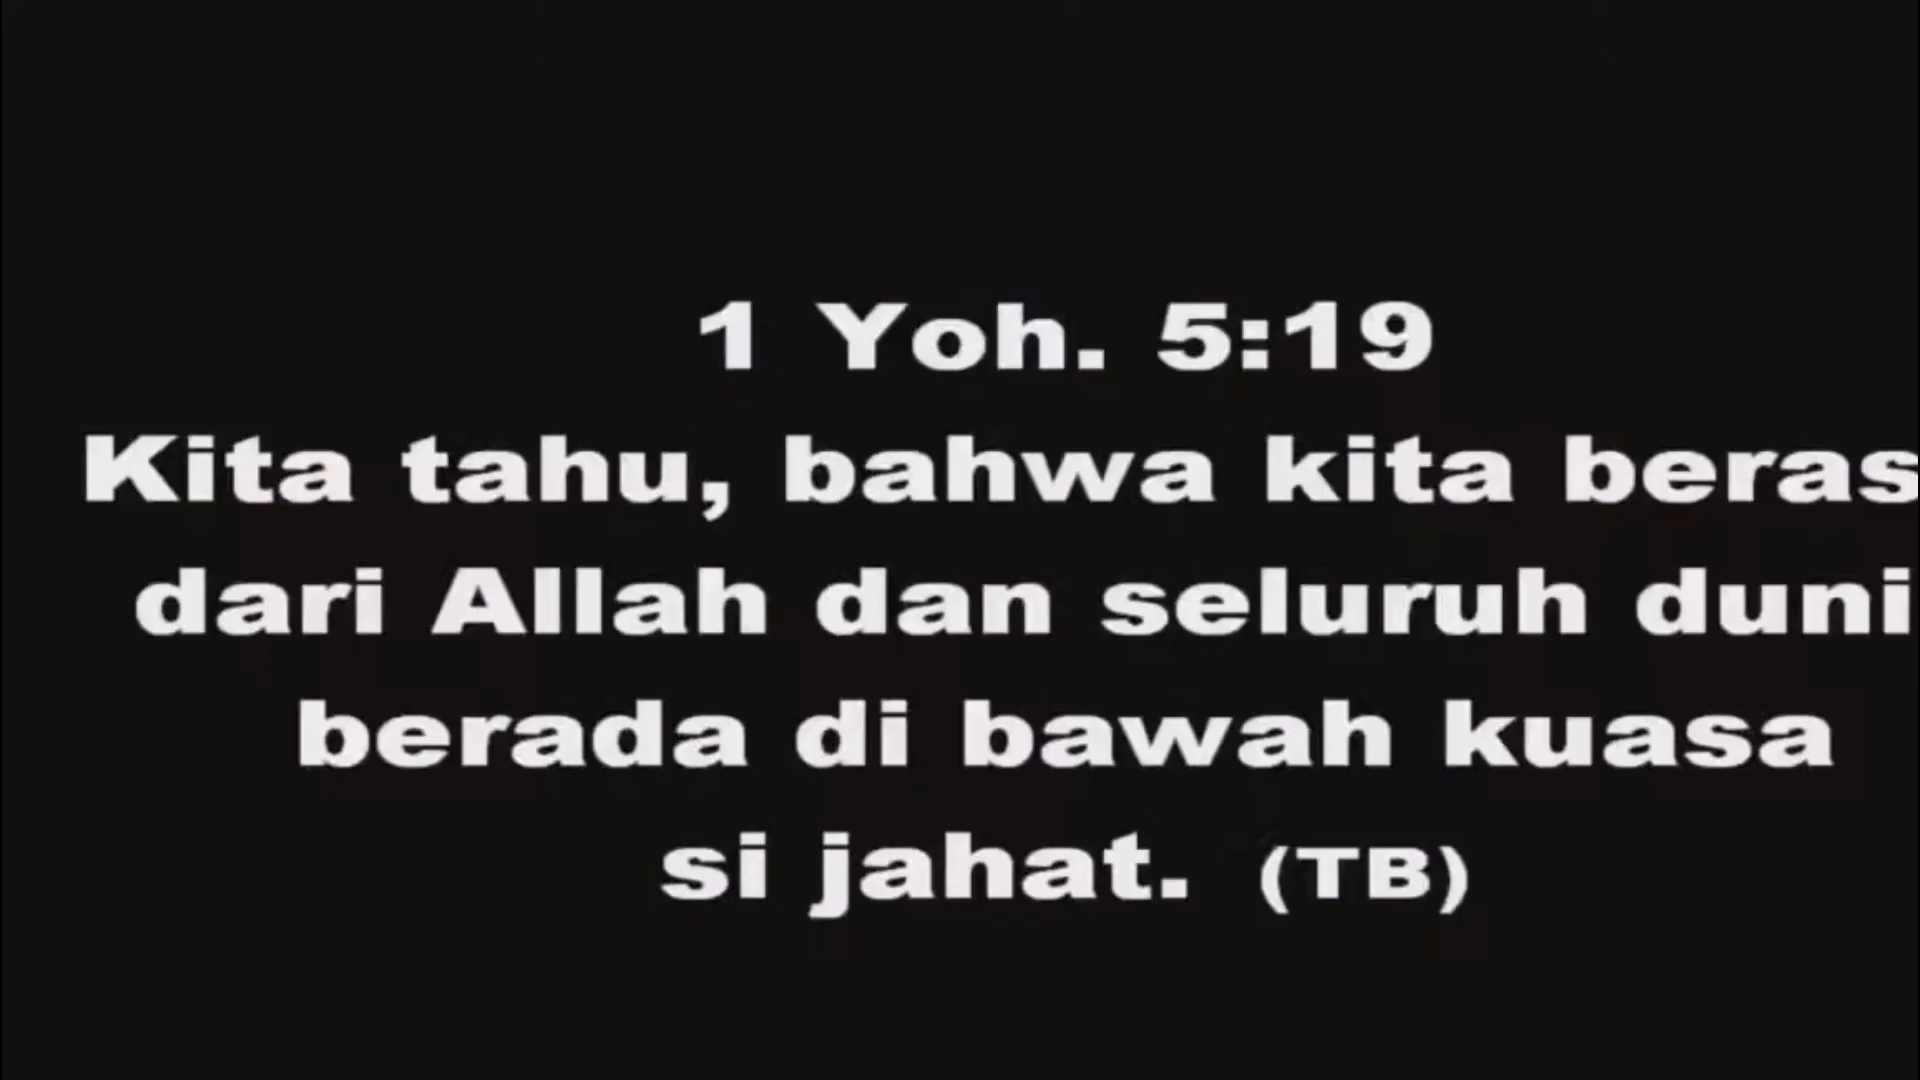 1 Yoh. 5:19
Kita tahu, bahwa kita beras
dari Allah dan seluruh duni
berada di bawah kuasa
si jahat. (TB)